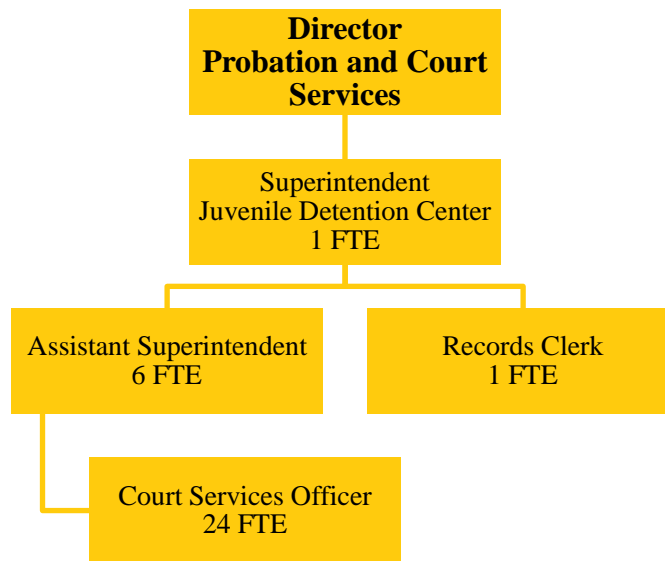 Director
Probation and Court
Services
Superintendent
Juvenile Detention Center
1 FTE
Assistant Superintendent
6 FTE
Records Clerk
1 FTE
Court Services Officer
24 FTE